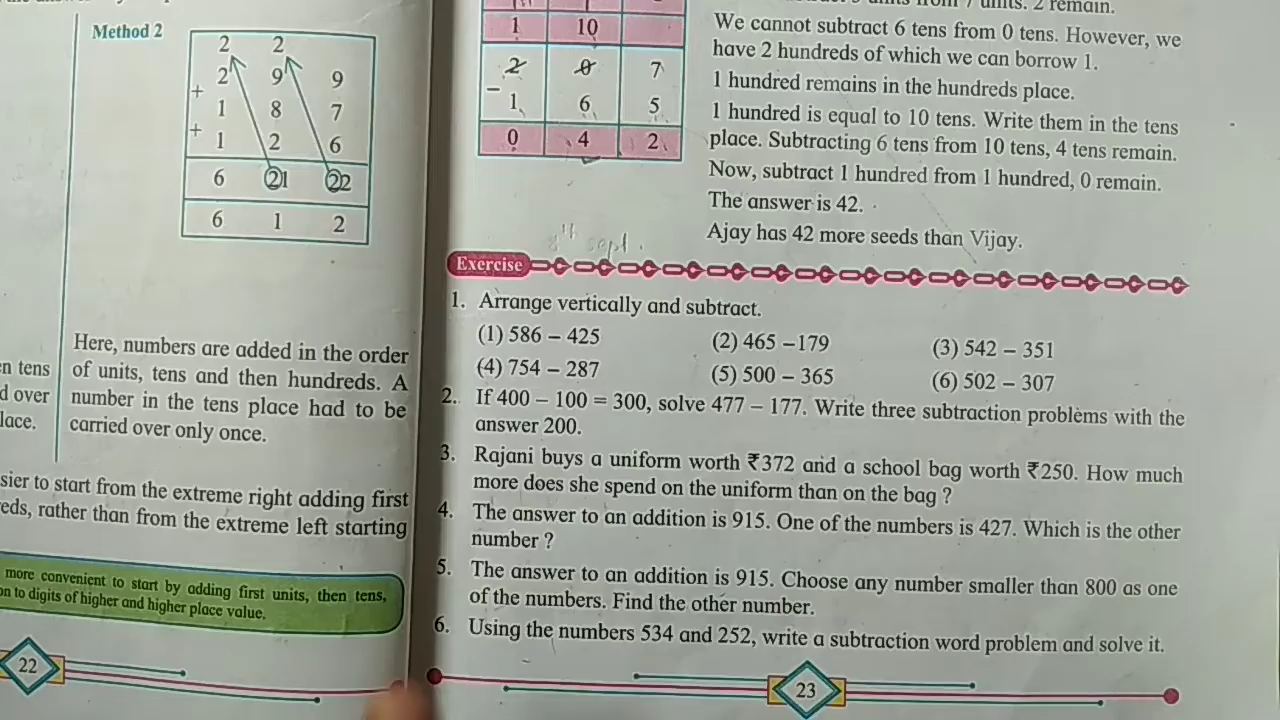 Method 2
2 2
2 9 9
+
1 8 7
+
1 2 6
6 21 22
6 1 2
Here, numbers are added in the order
of units, tens and then hundreds. A
number in the tens place had to be
carried over only once.
tens
over
lace.
sier to start from the extreme right adding first
eds, rather than from the extreme left starting
more convenient to start by adding first units, then tens,
on to digits of higher and higher place value.
22
1 10
2 0 7
–
1 6 5
0 4 2
units. 2 remain.
We cannot subtract 6 tens from 0 tens. However, we
have 2 hundreds of which we can borrow 1.
1 hundred remains in the hundreds place.
1 hundred is equal to 10 tens. Write them in the tens
place. Subtracting 6 tens from 10 tens, 4 tens remain.
Now, subtract 1 hundred from 1 hundred, 0 remain.
The answer is 42.
Ajay has 42 more seeds than Vijay.
sept.
Exercise
1. Arrange vertically and subtract.
(1) 586 – 425 (2) 465 –179 (3) 542 – 351
(4) 754 – 287 (5) 500 – 365 (6) 502 – 307
2. If 400 – 100 = 300, solve 477 – 177. Write three subtraction problems with the
answer 200.
3. Rajani buys a uniform worth ₹372 and a school bag worth ₹250. How much
more does she spend on the uniform than on the bag ?
4. The answer to an addition is 915. One of the numbers is 427. Which is the other
number ?
5. The answer to an addition is 915. Choose any number smaller than 800 as one
of the numbers. Find the other number.
6. Using the numbers 534 and 252, write a subtraction word problem and solve it.
23